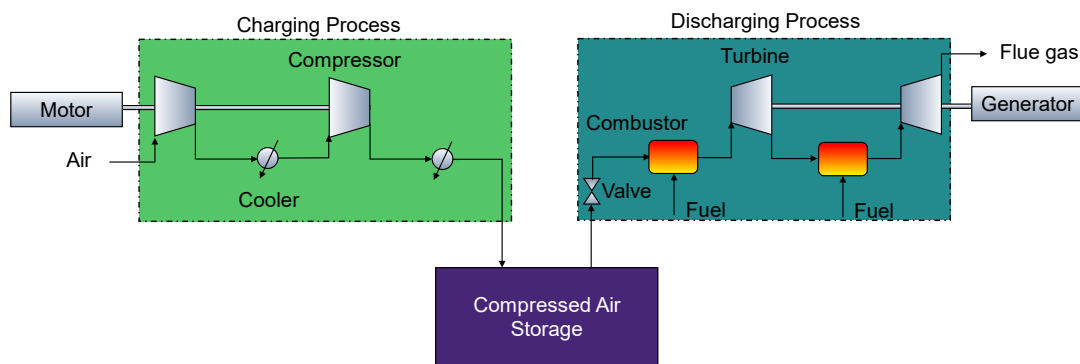 Charging Process
Discharging Process
Compressor
Turbine
Flue gas
Motor
Generator
Air
Combustor
Cooler
Valve
Fuel
Fuel
Compressed Air
Storage